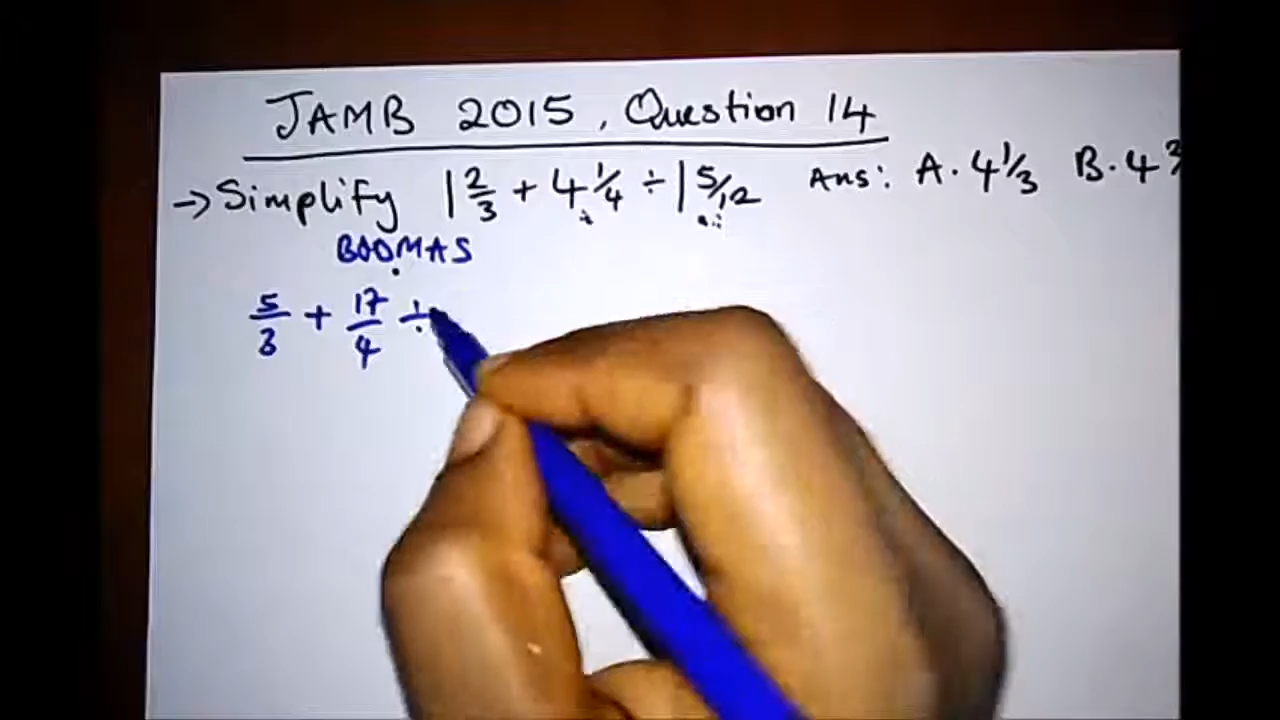 JAMB 2015, Question 14
→ Simplify 1 2/3 + 4 1/4 ÷ 1 5/12 Ans: A. 4 1/3 B. 4
BODMAS
5/3 + 17/4 ÷